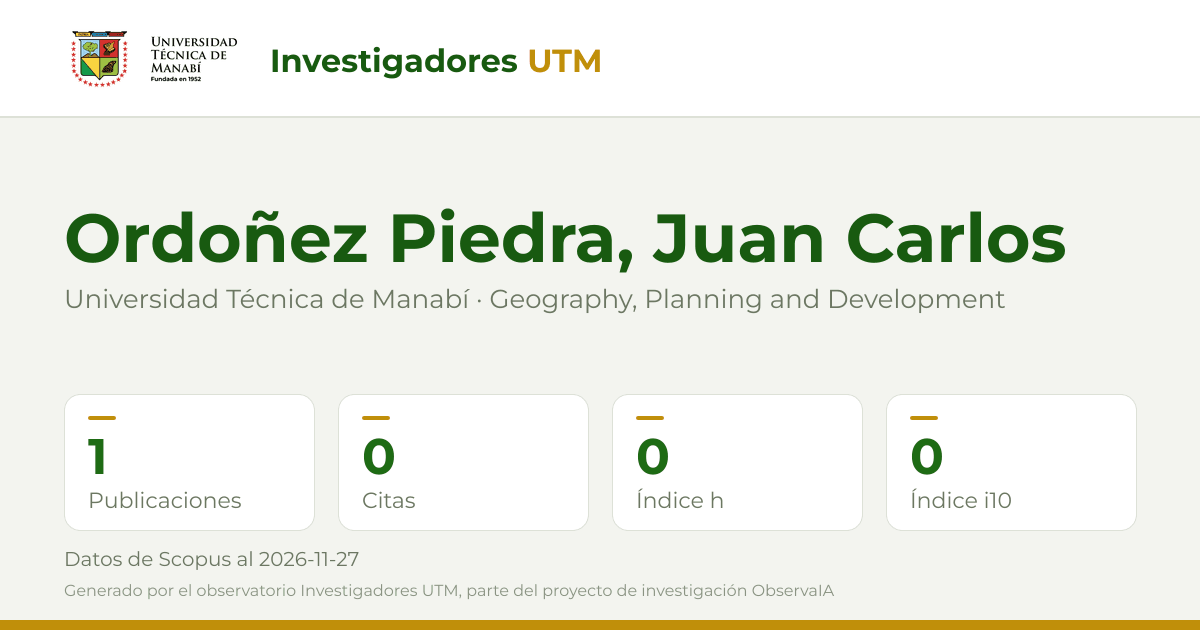 UNIVERSIDAD
TÉCNICA DE
MANABÍ
Fundada en 1952
Investigadores UTM
Ordoñez Piedra, Juan Carlos
Universidad Técnica de Manabí · Geography, Planning and Development
1
Publicaciones
0
Citas
0
Índice h
0
Índice i10
Datos de Scopus al 2026-11-27
Generado por el observatorio Investigadores UTM, parte del proyecto de investigación ObservaIA